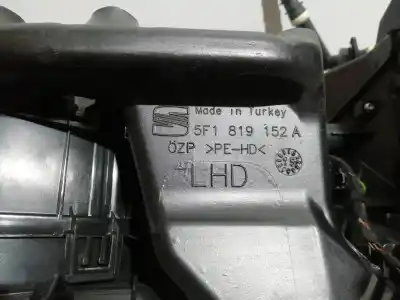 Made in Turkey
5F1 819 152 A
ÖZP >PE-HD<
LHD